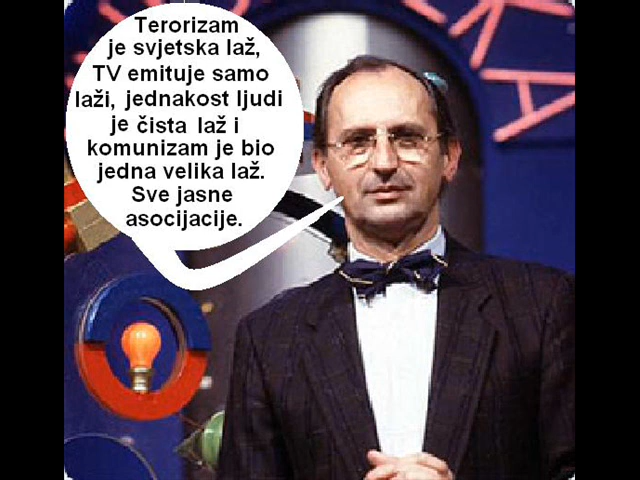 Terorizam
je svjetska laž,
TV emituje samo
laži, jednakost ljudi
je čista laž i
komunizam je bio
jedna velika laž.
Sve jasne
asocijacije.
KA